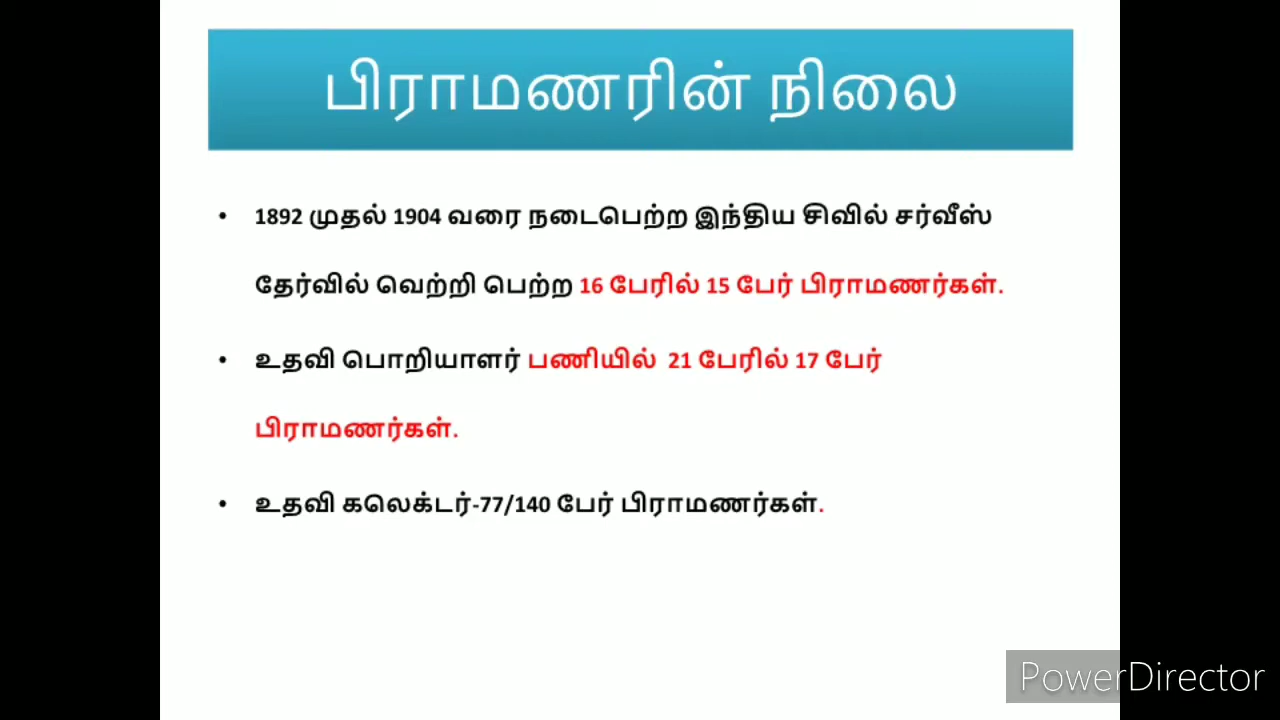 பிராமணரின் நிலை
• 1892 முதல் 1904 வரை நடைபெற்ற இந்திய சிவில் சர்வீஸ்
தேர்வில் வெற்றி பெற்ற 16 பேரில் 15 பேர் பிராமணர்கள்.
• உதவி பொறியாளர் பணியில் 21 பேரில் 17 பேர்
பிராமணர்கள்.
• உதவி கலெக்டர்-77/140 பேர் பிராமணர்கள்.
PowerDirector